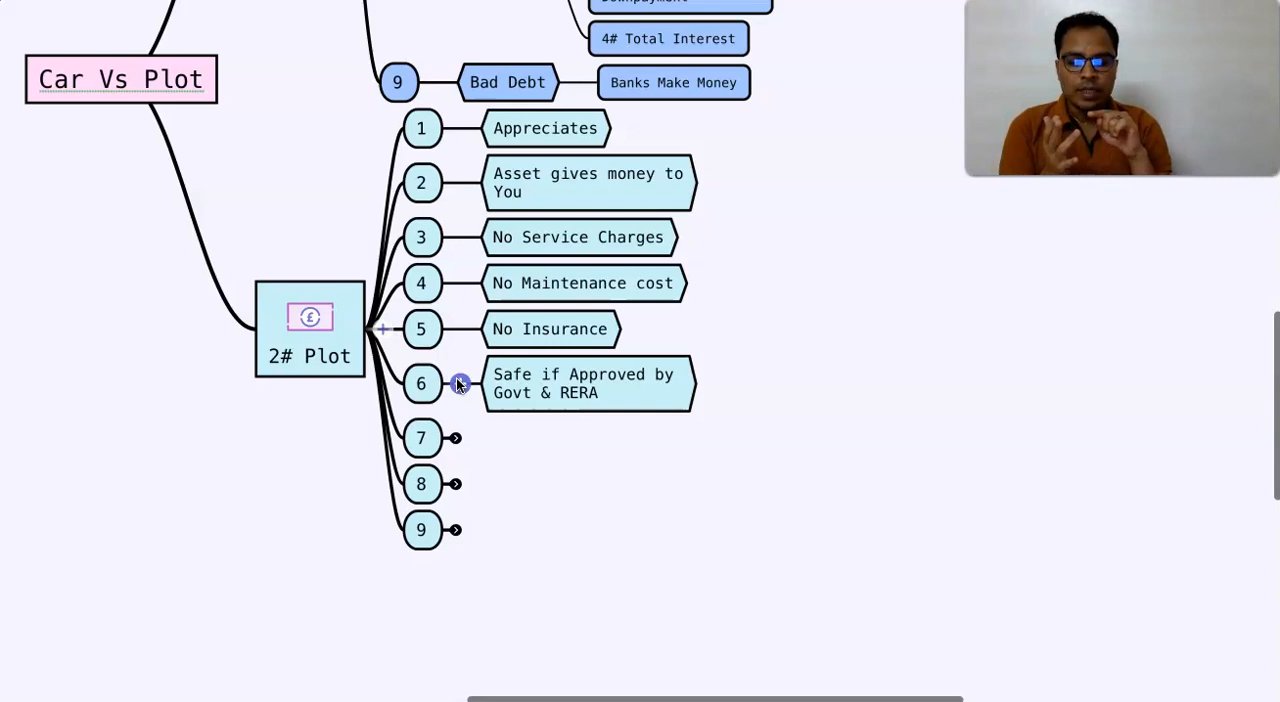 Downpayment
4# Total Interest
Car Vs Plot
9
Bad Debt
Banks Make Money
1
Appreciates
2
Asset gives money to
You
3
No Service Charges
4
No Maintenance cost
5
No Insurance
2# Plot
6
Safe if Approved by
Govt & RERA
7
8
9